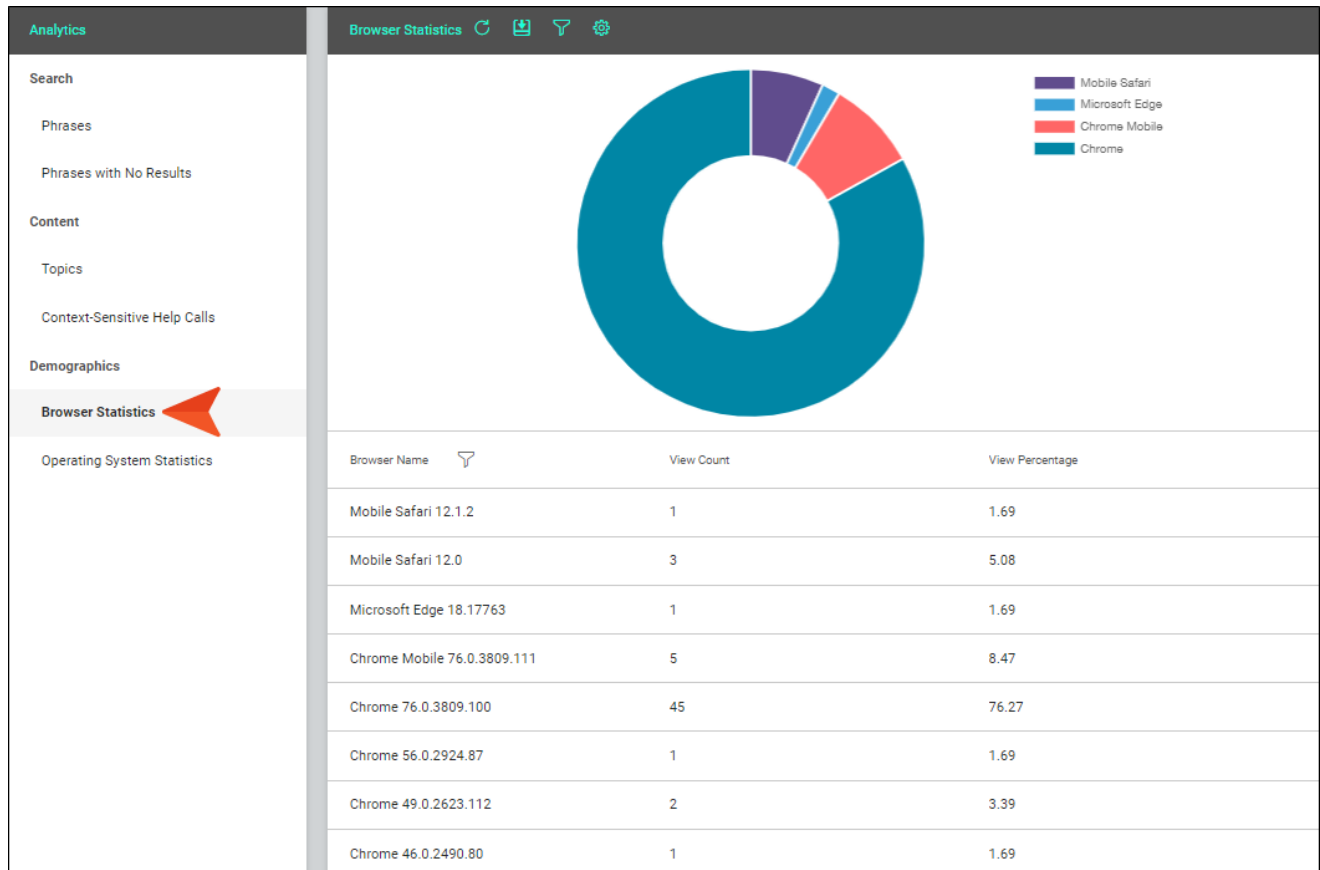 Analytics
Search
Phrases
Phrases with No Results
Content
Topics
Context-Sensitive Help Calls
Demographics
Browser Statistics
Operating System Statistics
Browser Statistics
Mobile Safari
Microsoft Edge
Chrome Mobile
Chrome
Browser Name View Count View Percentage
Mobile Safari 12.1.2 1 1.69
Mobile Safari 12.0 3 5.08
Microsoft Edge 18.17763 1 1.69
Chrome Mobile 76.0.3809.111 5 8.47
Chrome 76.0.3809.100 45 76.27
Chrome 56.0.2924.87 1 1.69
Chrome 49.0.2623.112 2 3.39
Chrome 46.0.2490.80 1 1.69